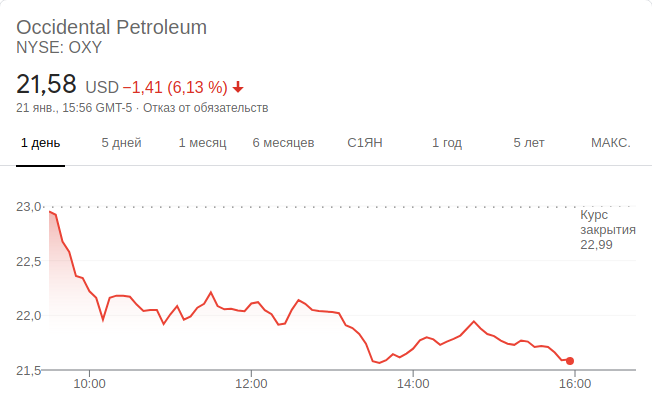 Occidental Petroleum
NYSE: OXY
21,58 USD −1,41 (6,13 %)
21 янв., 15:56 GMT-5 · Отказ от обязательств
1 день 5 дней 1 месяц 6 месяцев С1ЯН 1 год 5 лет МАКС.
23,0
Курс
закрытия
22,99
22,5
22,0
21,5
10:00 12:00 14:00 16:00